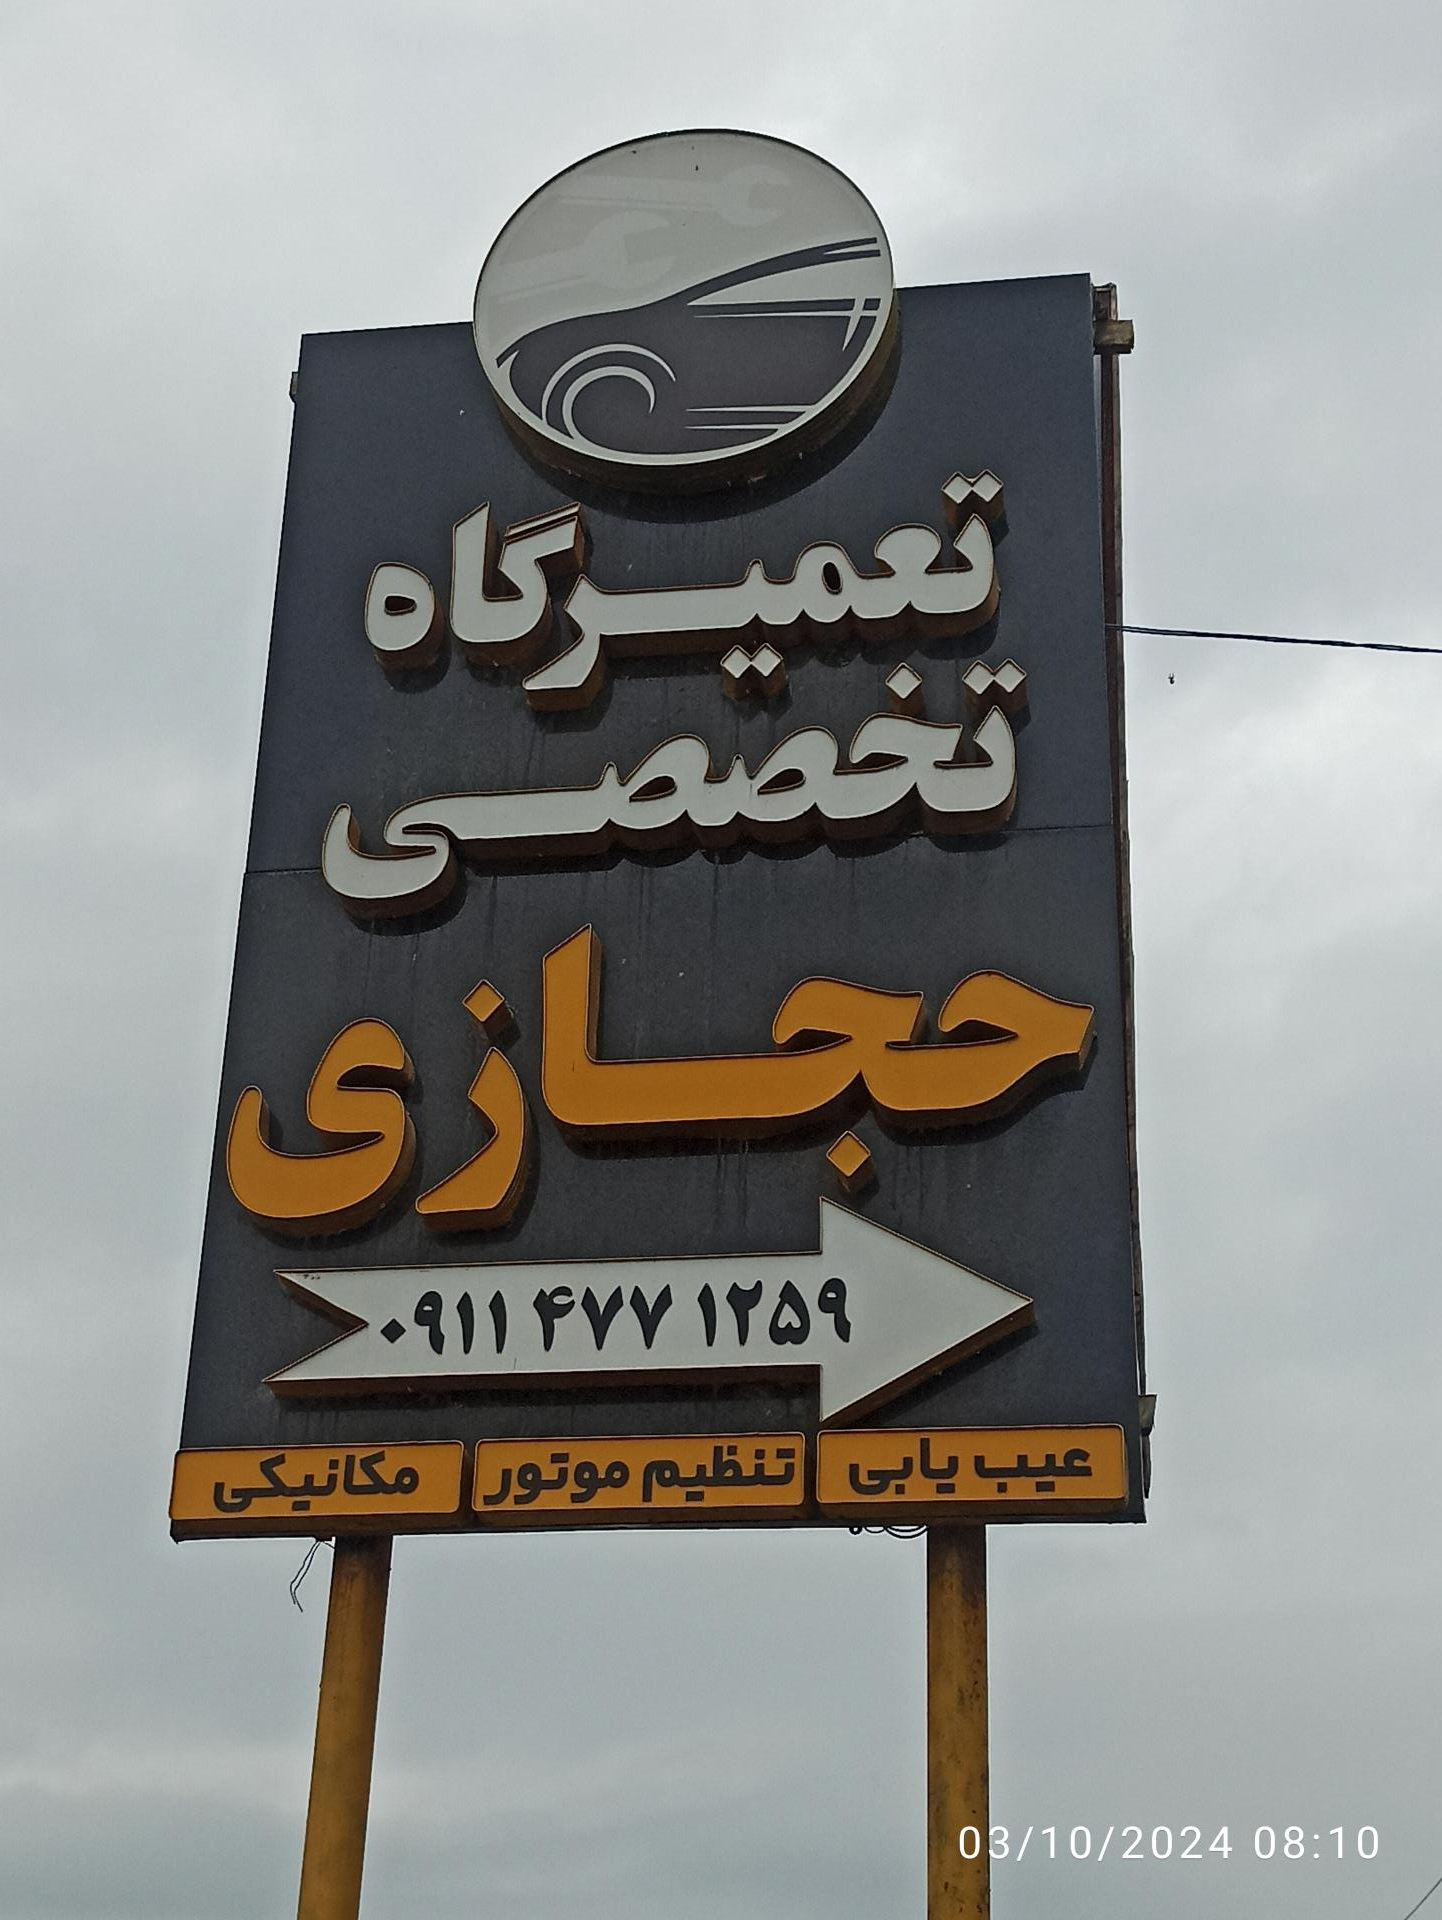 تعمیرگاه
تخصصی
حجازی
۰۹۱۱ ۴۷۷ ۱۲۵۹
عیب یابی تنظیم موتور مکانیکی
03/10/2024 08:10